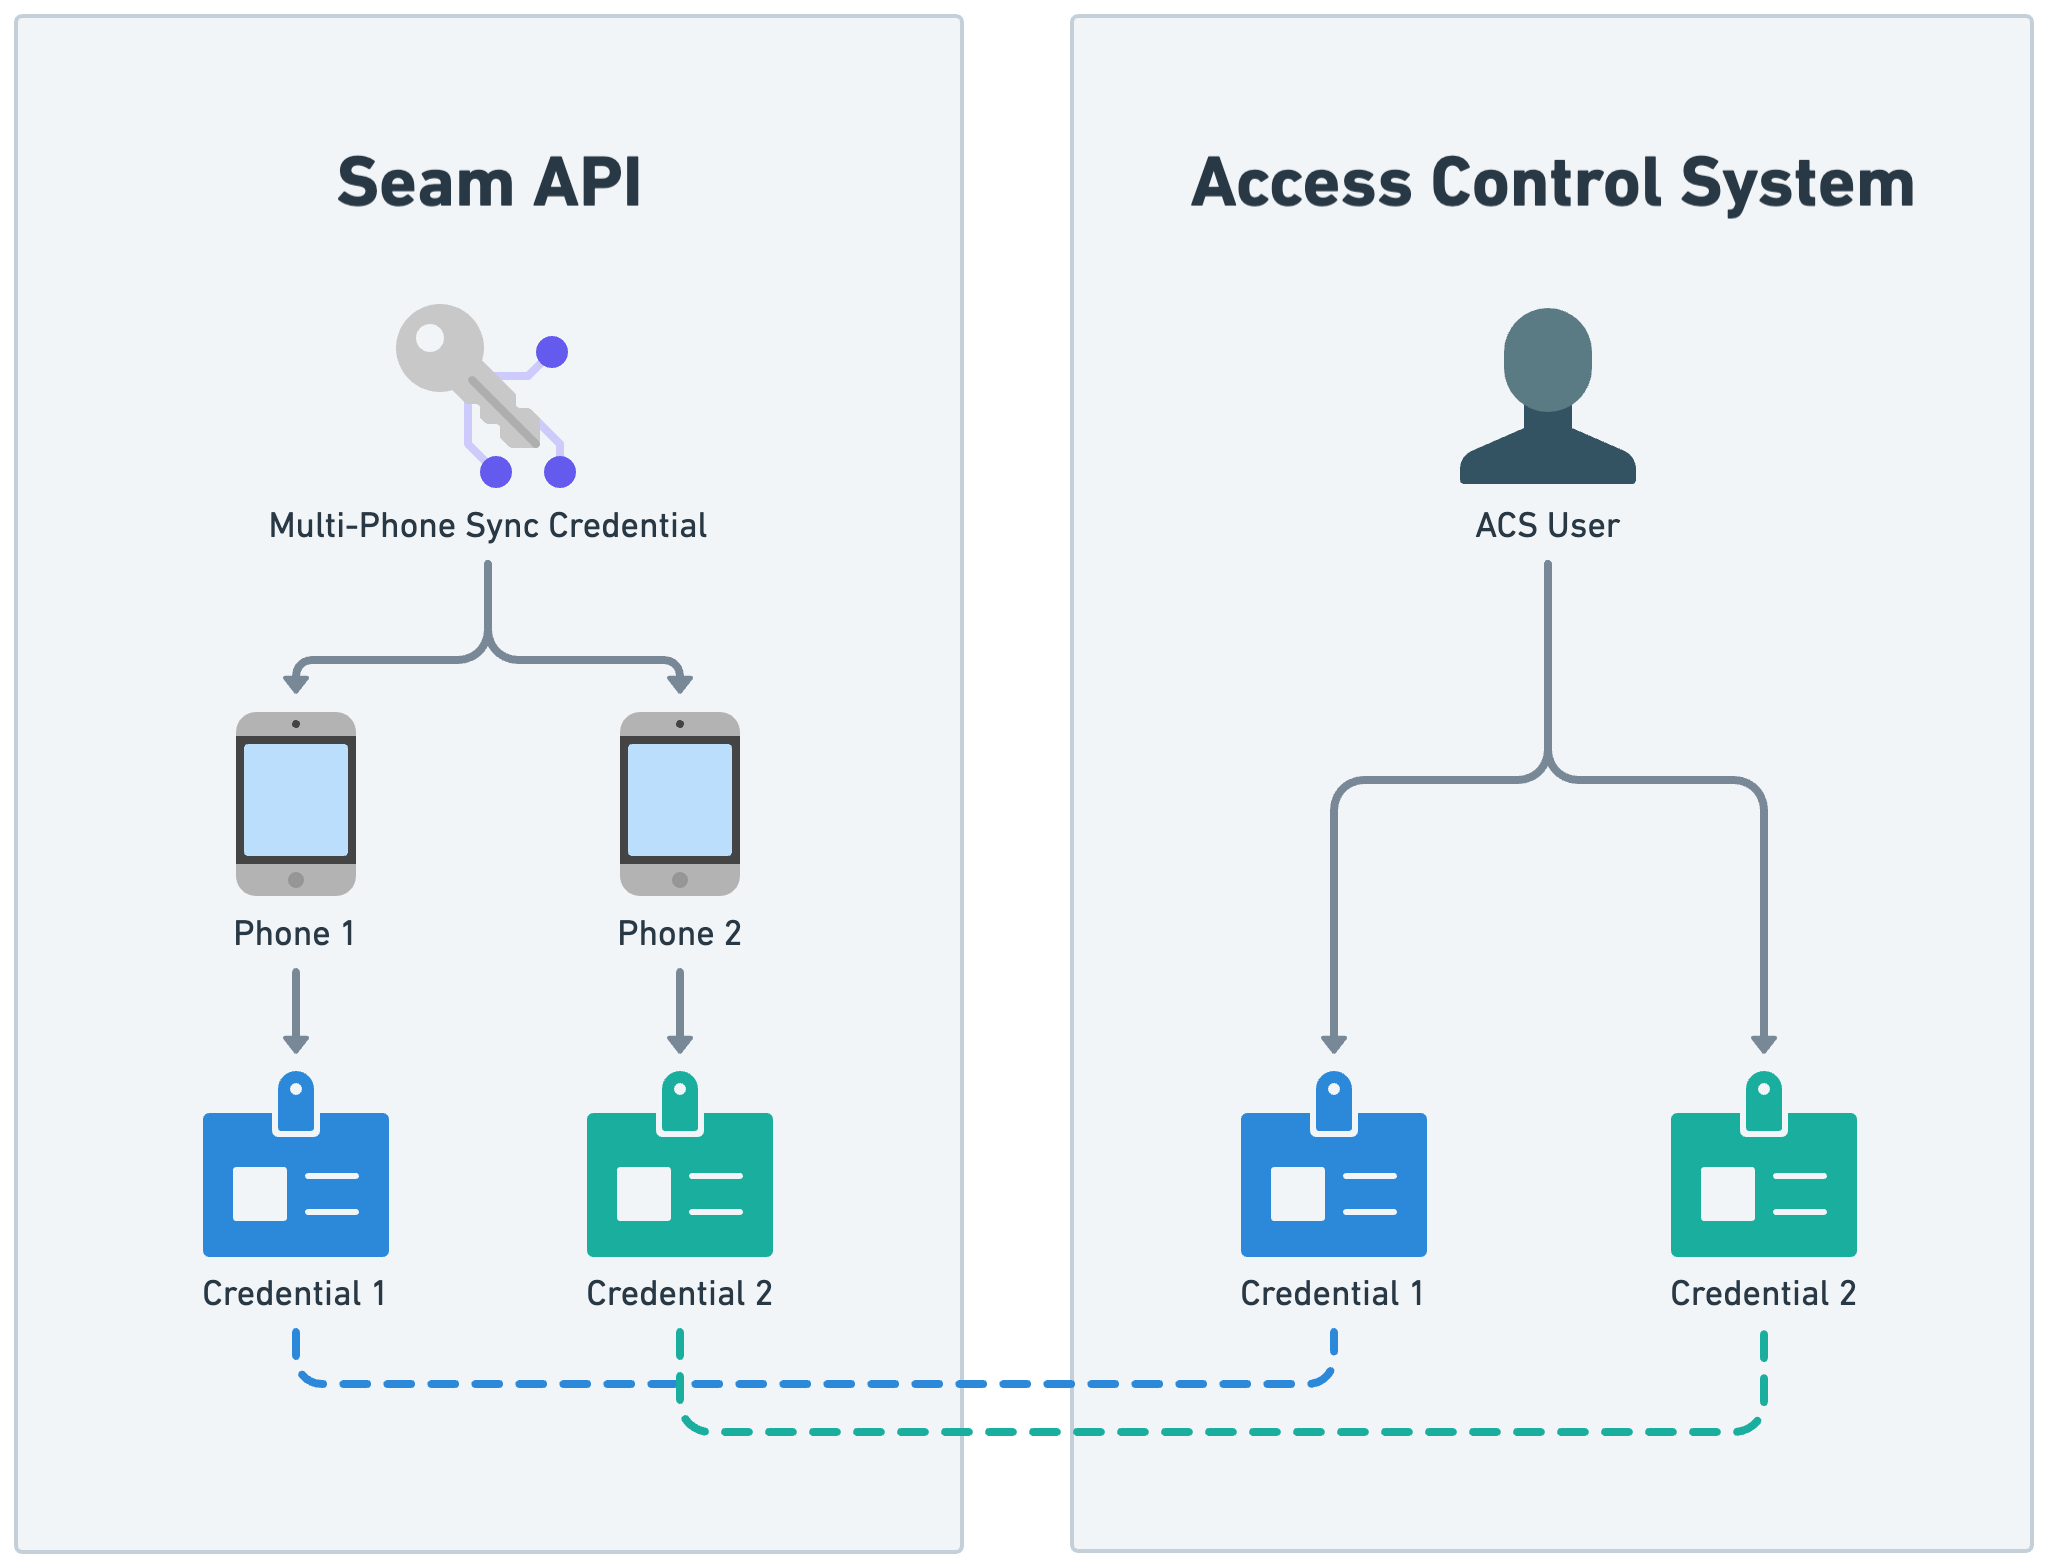 Seam API
Multi-Phone Sync Credential
Phone 1
Phone 2
Credential 1
Credential 2
Access Control System
ACS User
Credential 1
Credential 2